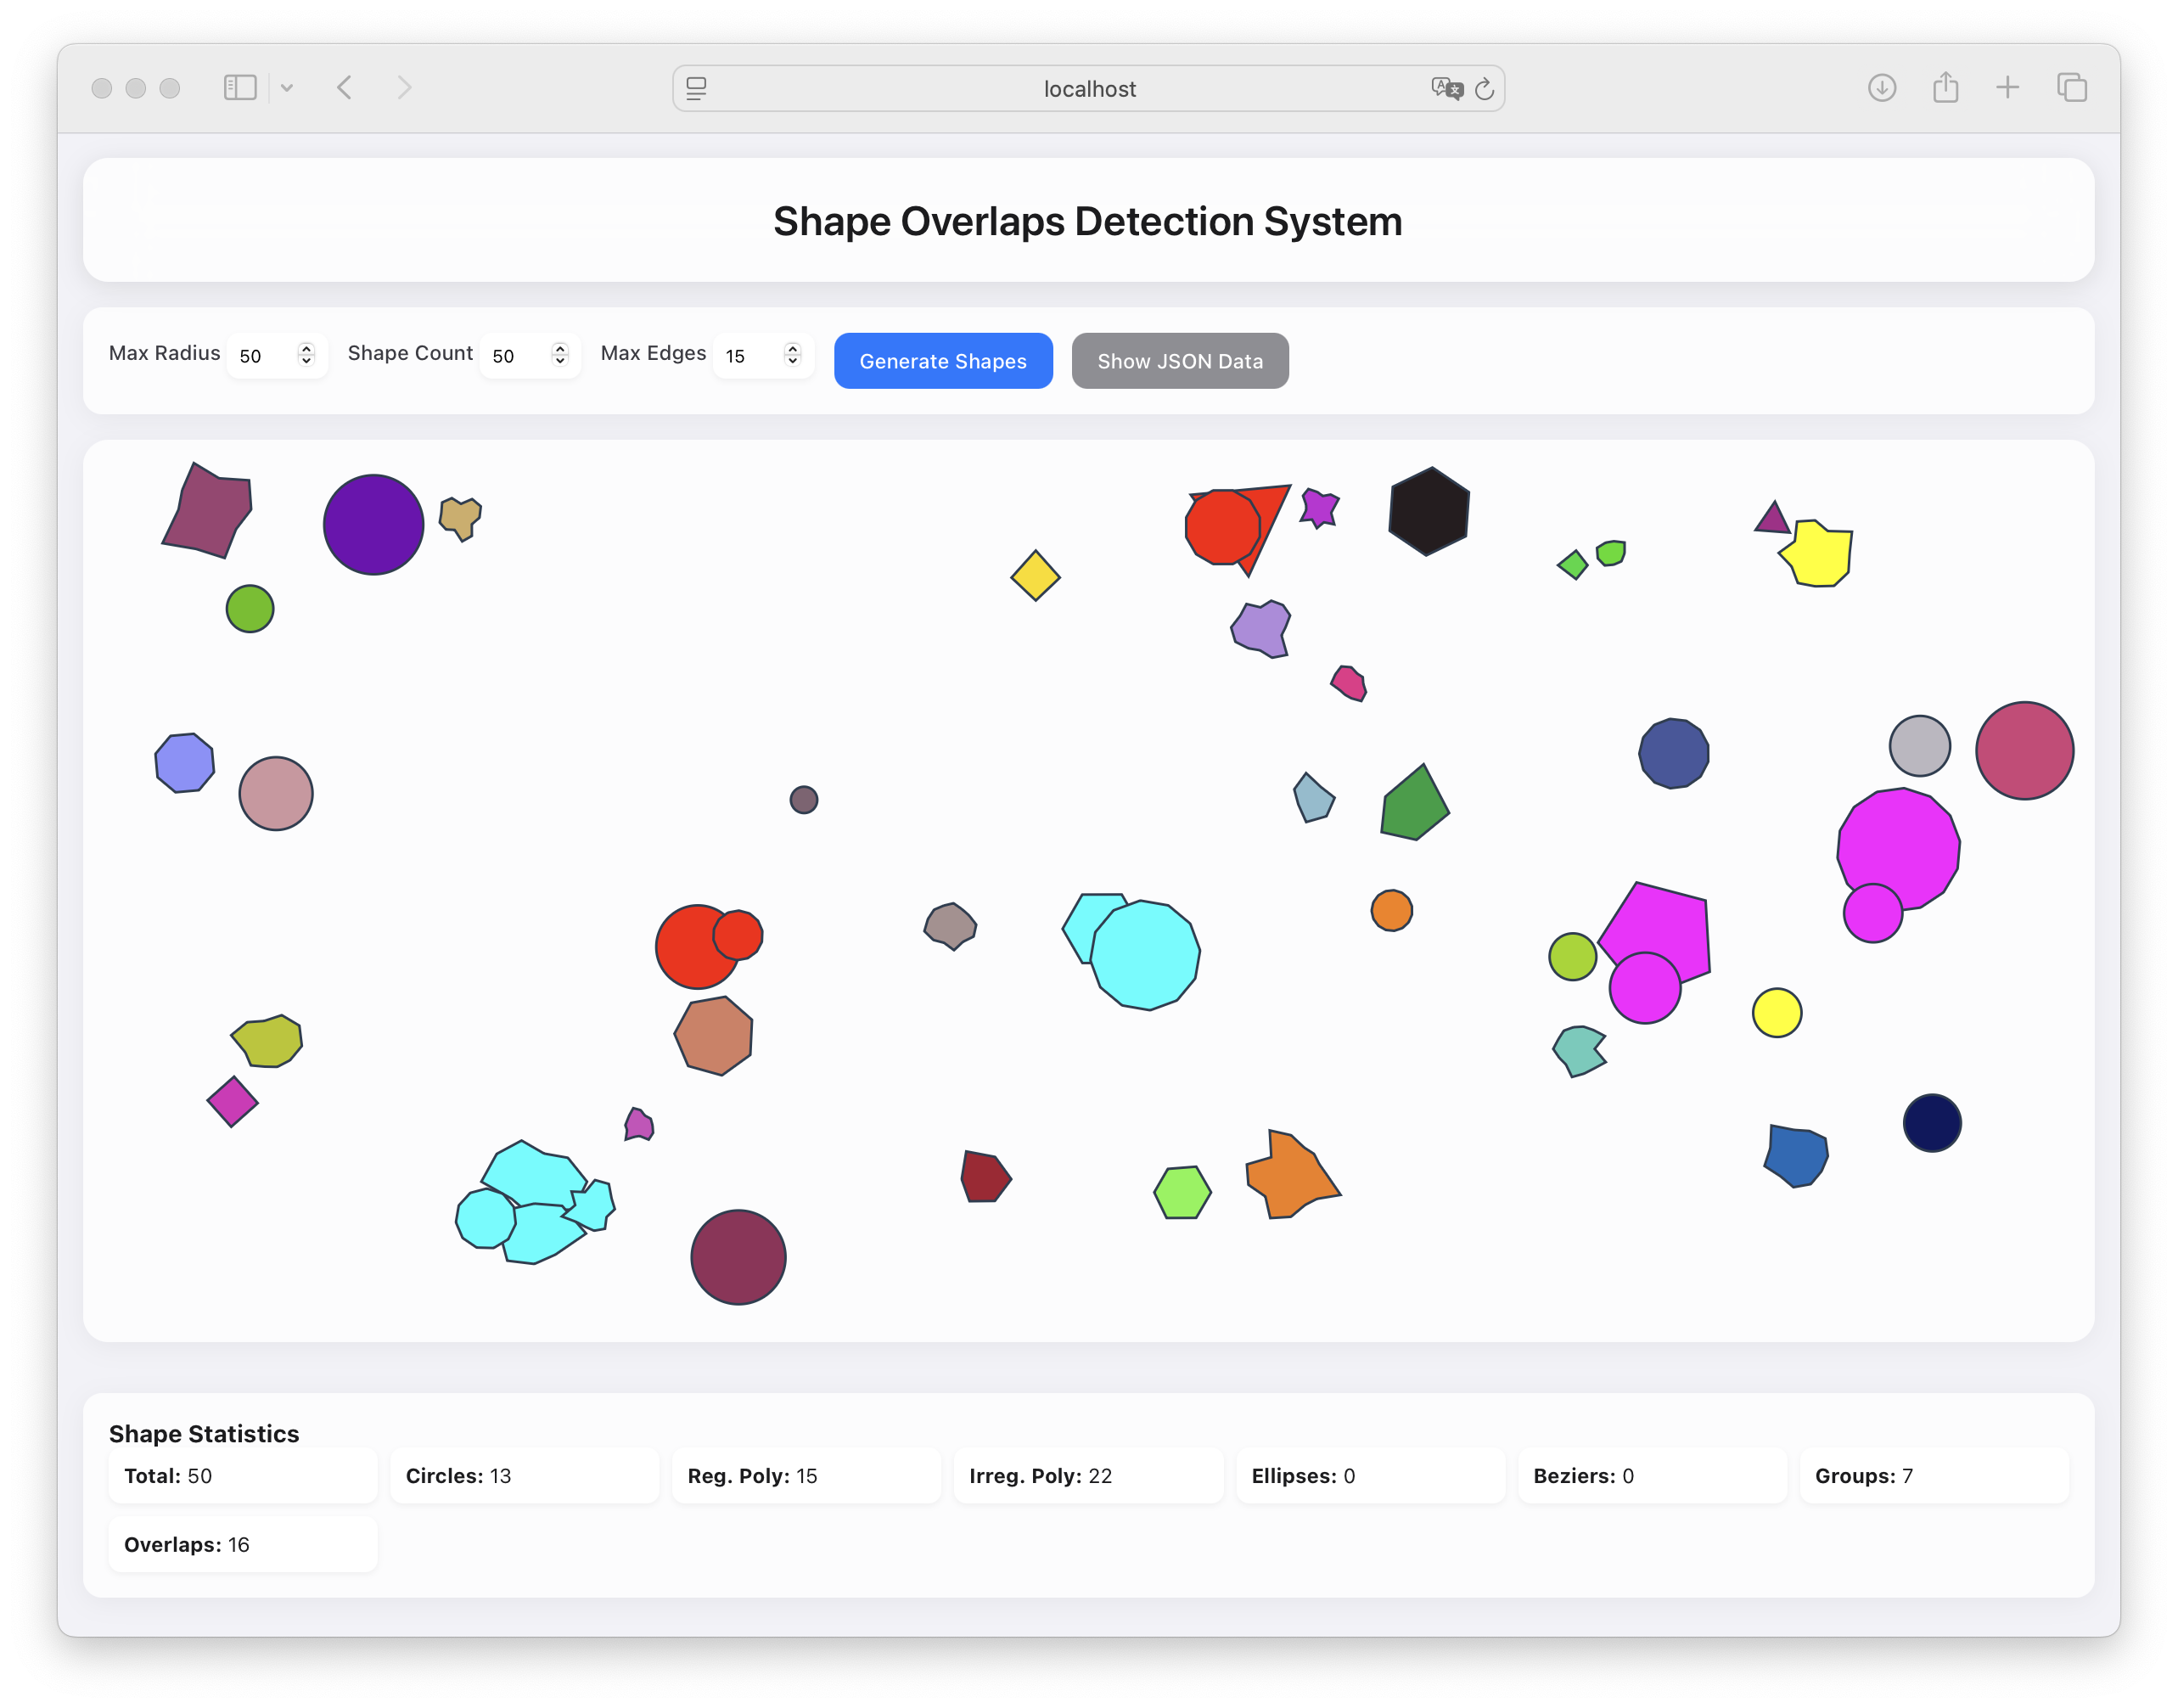 localhost
Shape Overlaps Detection System
Max Radius 50 Shape Count 50 Max Edges 15 Generate Shapes Show JSON Data
Shape Statistics
Total: 50 Circles: 13 Reg. Poly: 15 Irreg. Poly: 22 Ellipses: 0 Beziers: 0 Groups: 7
Overlaps: 16